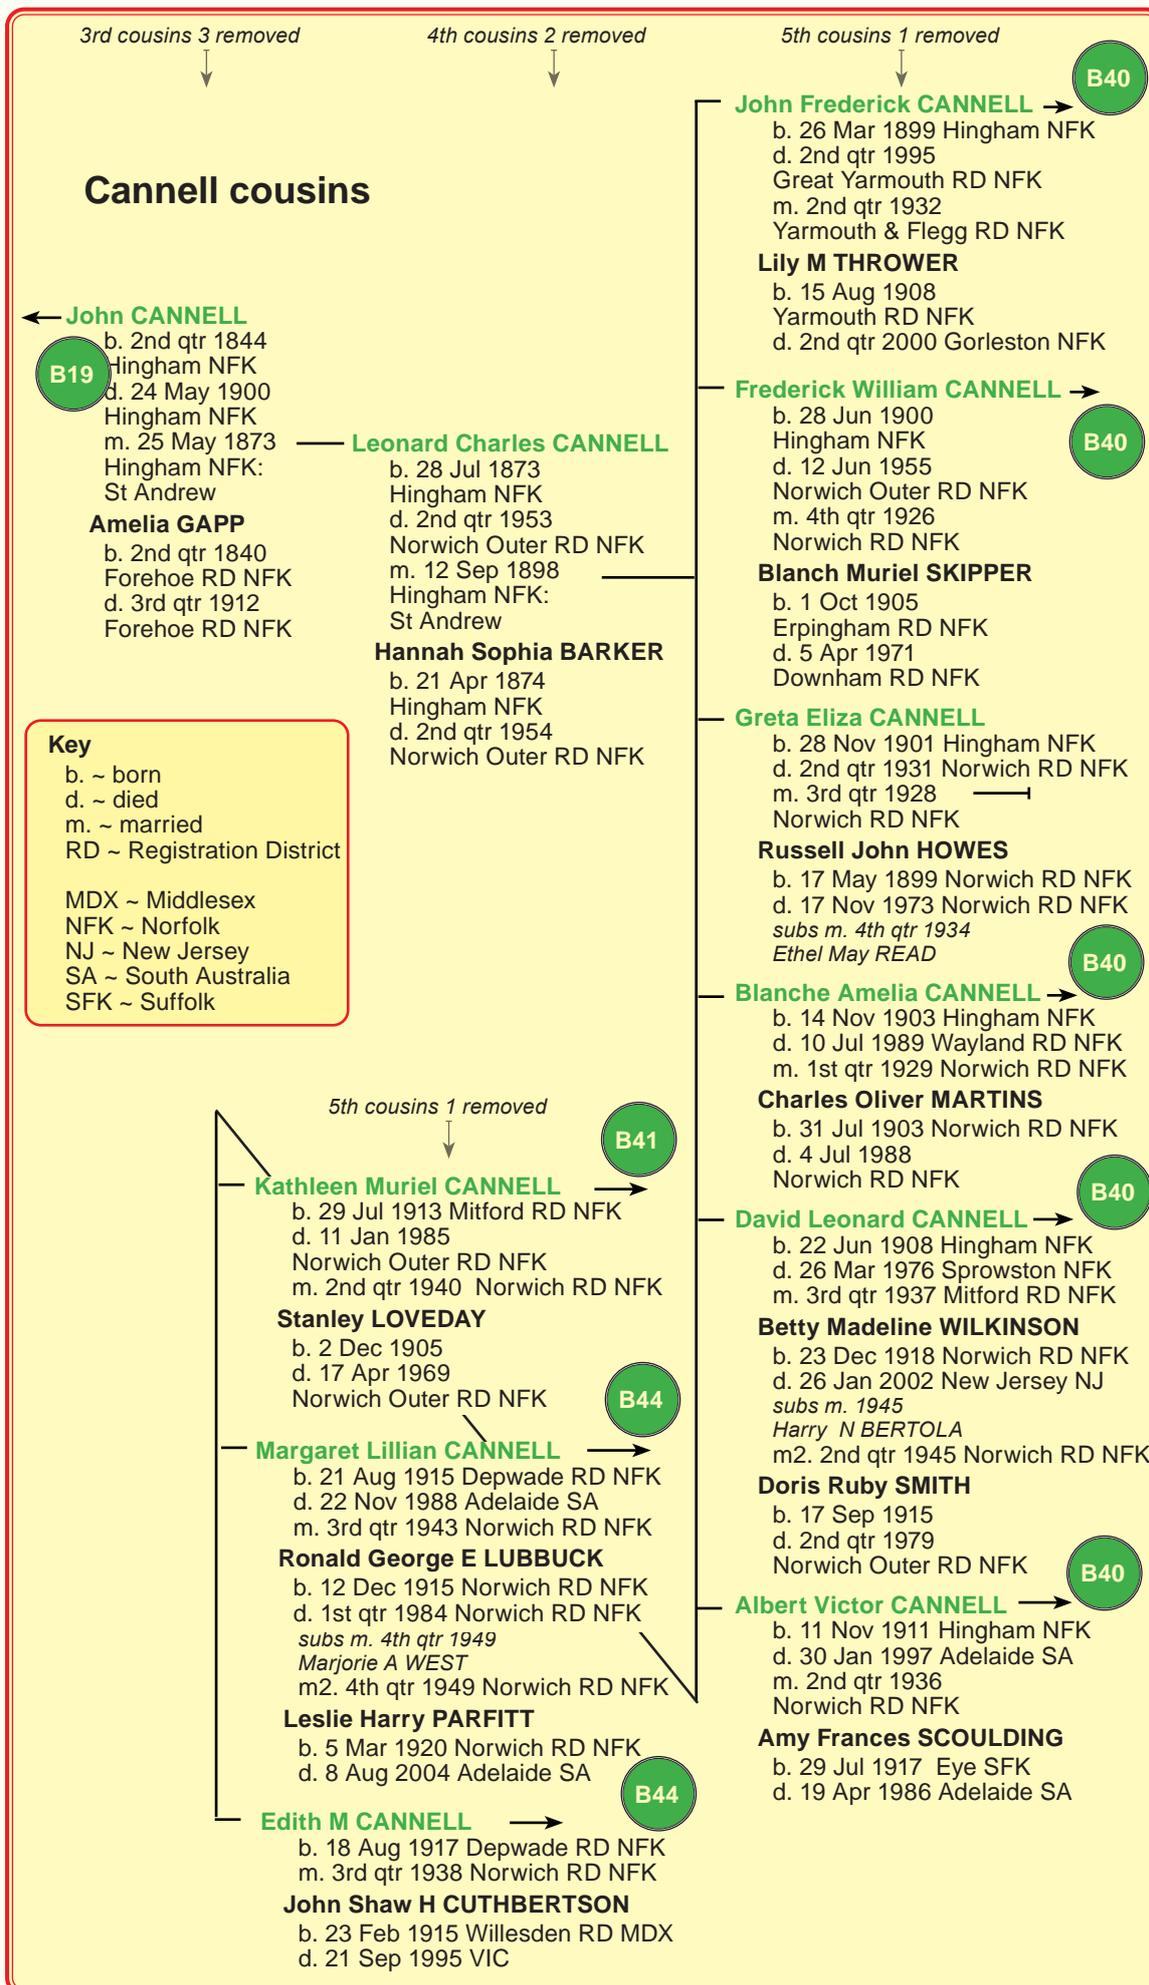 3rd cousins 3 removed
4th cousins 2 removed
5th cousins 1 removed
Cannell cousins
John CANNELL
B19
b. 2nd qtr 1844
Hingham NFK
d. 24 May 1900
Hingham NFK
m. 25 May 1873
Hingham NFK:
St Andrew
Amelia GAPP
b. 2nd qtr 1840
Forehoe RD NFK
d. 3rd qtr 1912
Forehoe RD NFK
Leonard Charles CANNELL
b. 28 Jul 1873
Hingham NFK
d. 2nd qtr 1953
Norwich Outer RD NFK
m. 12 Sep 1898
Hingham NFK:
St Andrew
Hannah Sophia BARKER
b. 21 Apr 1874
Hingham NFK
d. 2nd qtr 1954
Norwich Outer RD NFK
Key
b. ~ born
d. ~ died
m. ~ married
RD ~ Registration District
MDX ~ Middlesex
NFK ~ Norfolk
NJ ~ New Jersey
SA ~ South Australia
SFK ~ Suffolk
John Frederick CANNELL
B40
b. 26 Mar 1899 Hingham NFK
d. 2nd qtr 1995
Great Yarmouth RD NFK
m. 2nd qtr 1932
Yarmouth & Flegg RD NFK
Lily M THROWER
b. 15 Aug 1908
Yarmouth RD NFK
d. 2nd qtr 2000 Gorleston NFK
Frederick William CANNELL
B40
b. 28 Jun 1900
Hingham NFK
d. 12 Jun 1955
Norwich Outer RD NFK
m. 4th qtr 1926
Norwich RD NFK
Blanch Muriel SKIPPER
b. 1 Oct 1905
Erpingham RD NFK
d. 5 Apr 1971
Downham RD NFK
Greta Eliza CANNELL
b. 28 Nov 1901 Hingham NFK
d. 2nd qtr 1931 Norwich RD NFK
m. 3rd qtr 1928
Norwich RD NFK
Russell John HOWES
b. 17 May 1899 Norwich RD NFK
d. 17 Nov 1973 Norwich RD NFK
subs m. 4th qtr 1934
Ethel May READ
B40
Blanche Amelia CANNELL
b. 14 Nov 1903 Hingham NFK
d. 10 Jul 1989 Wayland RD NFK
m. 1st qtr 1929 Norwich RD NFK
Charles Oliver MARTINS
b. 31 Jul 1903 Norwich RD NFK
d. 4 Jul 1988
Norwich RD NFK
B40
David Leonard CANNELL
b. 22 Jun 1908 Hingham NFK
d. 26 Mar 1976 Sprowston NFK
m. 3rd qtr 1937 Mitford RD NFK
Betty Madeline WILKINSON
b. 23 Dec 1918 Norwich RD NFK
d. 26 Jan 2002 New Jersey NJ
subs m. 1945
Harry N BERTOLA
m2. 2nd qtr 1945 Norwich RD NFK
Doris Ruby SMITH
b. 17 Sep 1915
d. 2nd qtr 1979
Norwich Outer RD NFK
B40
Albert Victor CANNELL
b. 11 Nov 1911 Hingham NFK
d. 30 Jan 1997 Adelaide SA
m. 2nd qtr 1936
Norwich RD NFK
Amy Frances SCOULDING
b. 29 Jul 1917 Eye SFK
d. 19 Apr 1986 Adelaide SA
5th cousins 1 removed
B41
Kathleen Muriel CANNELL
b. 29 Jul 1913 Mitford RD NFK
d. 11 Jan 1985
Norwich Outer RD NFK
m. 2nd qtr 1940 Norwich RD NFK
Stanley LOVEDAY
b. 2 Dec 1905
d. 17 Apr 1969
Norwich Outer RD NFK
B44
Margaret Lillian CANNELL
b. 21 Aug 1915 Depwade RD NFK
d. 22 Nov 1988 Adelaide SA
m. 3rd qtr 1943 Norwich RD NFK
Ronald George E LUBBUCK
b. 12 Dec 1915 Norwich RD NFK
d. 1st qtr 1984 Norwich RD NFK
subs m. 4th qtr 1949
Marjorie A WEST
m2. 4th qtr 1949 Norwich RD NFK
Leslie Harry PARFITT
b. 5 Mar 1920 Norwich RD NFK
d. 8 Aug 2004 Adelaide SA
B44
Edith M CANNELL
b. 18 Aug 1917 Depwade RD NFK
m. 3rd qtr 1938 Norwich RD NFK
John Shaw H CUTHBERTSON
b. 23 Feb 1915 Willesden RD MDX
d. 21 Sep 1995 VIC